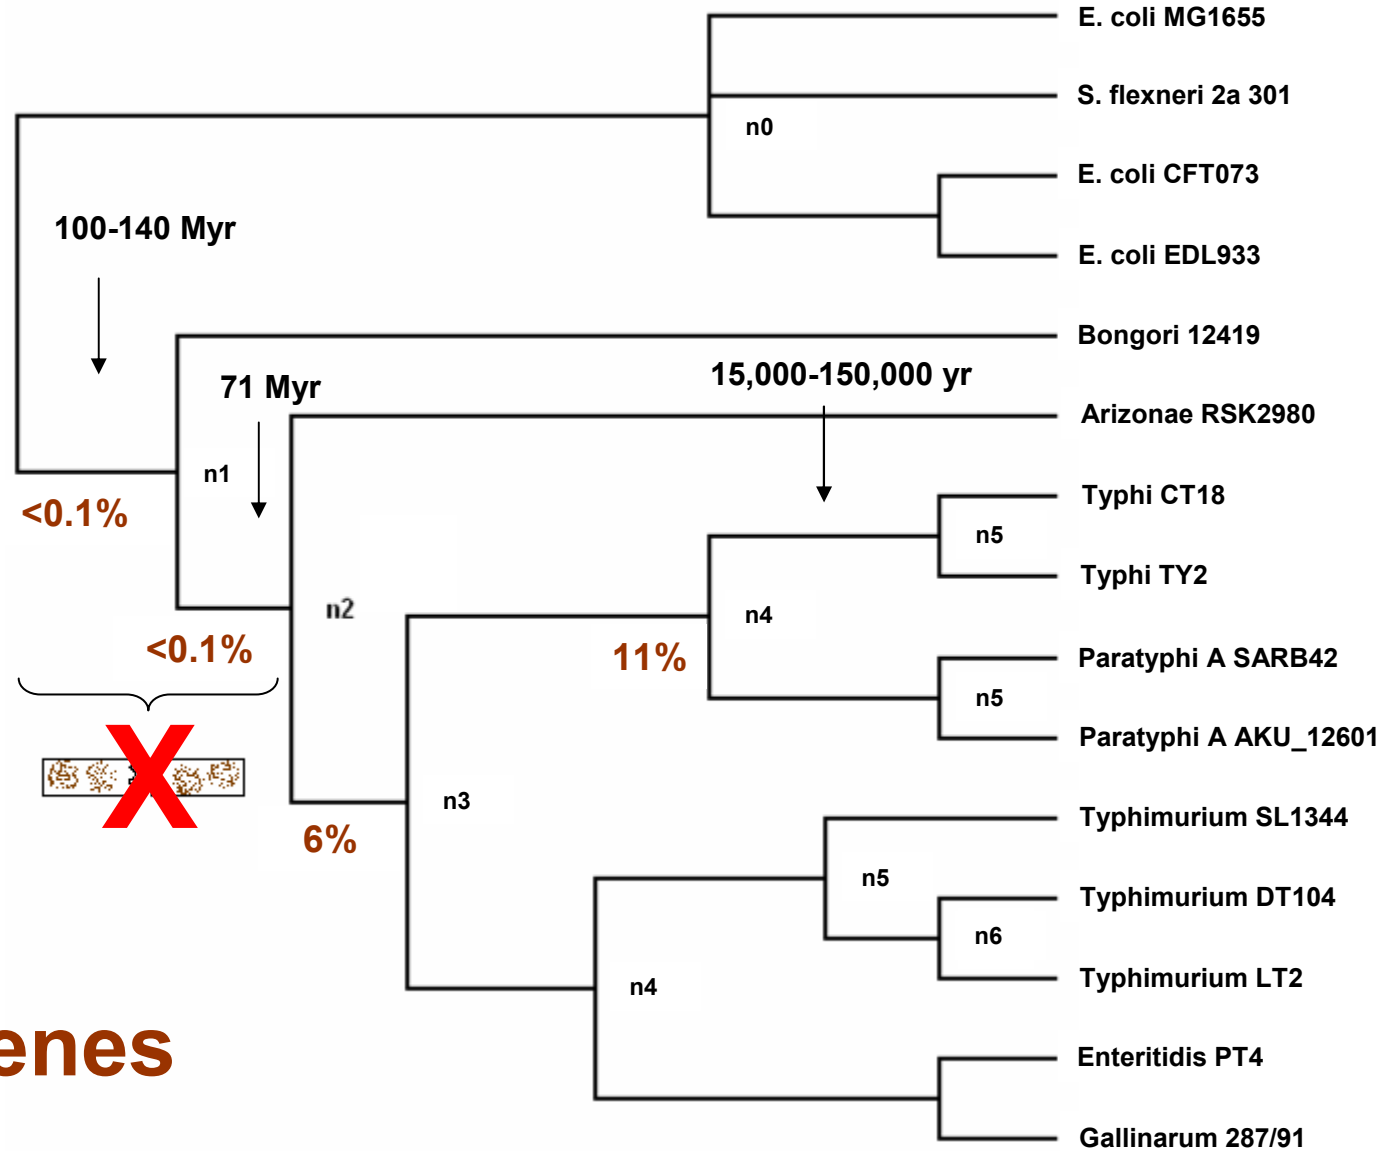 E. coli MG1655
S. flexneri 2a 301
n0
E. coli CFT073
100-140 Myr
E. coli EDL933
Bongori 12419
71 Myr
15,000-150,000 yr
Arizonae RSK2980
n1
Typhi CT18
<0.1%
n5
Typhi TY2
n2
n4
<0.1%
11%
Paratyphi A SARB42
n5
Paratyphi A AKU_12601
X
n3
Typhimurium SL1344
6%
n5
Typhimurium DT104
n6
Typhimurium LT2
n4
enes
Enteritidis PT4
Gallinarum 287/91